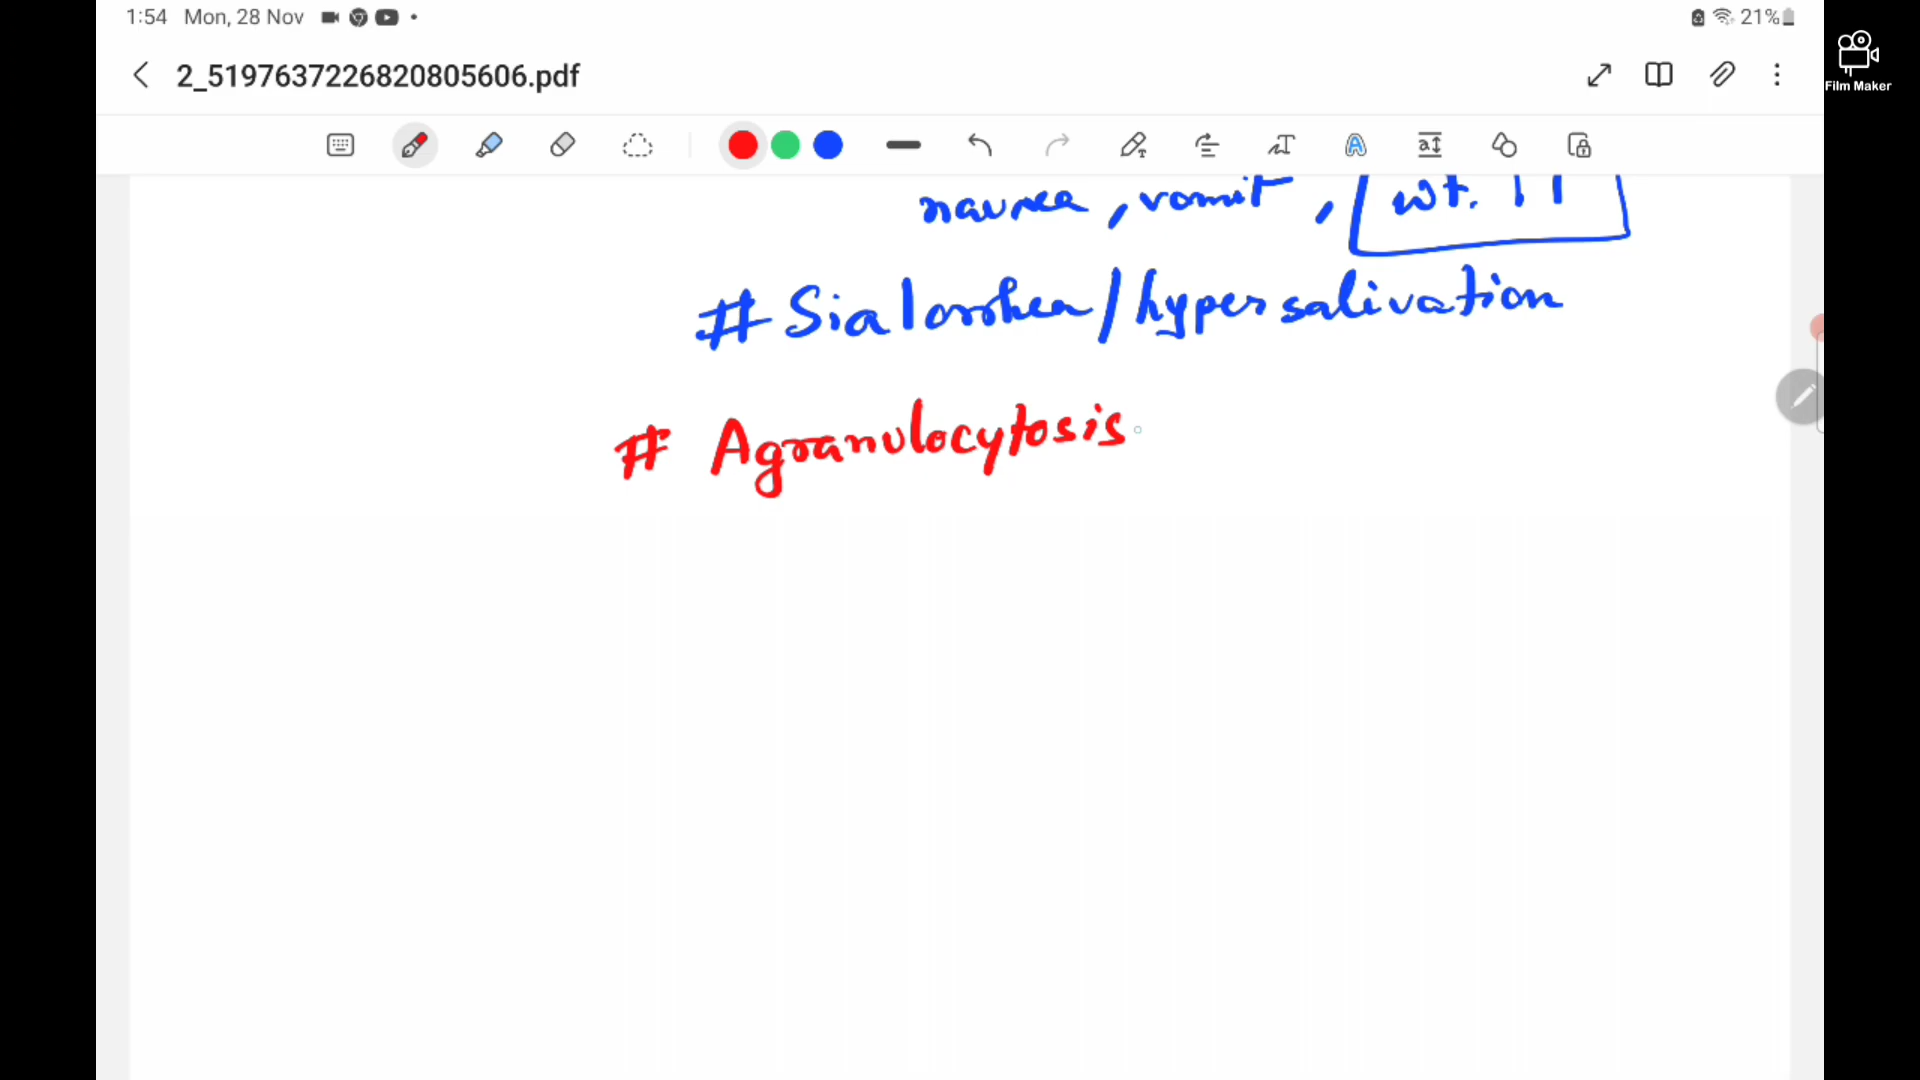 1:54 Mon, 28 Nov 21%
Film Maker
2_5197637226820805606.pdf
nausea, vomit, wt. ↑↑
# Sialorrhea/hypersalivation
# Agranulocytosis